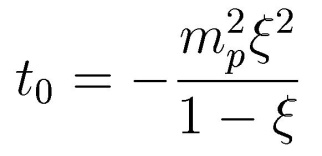 $t_0 = -\frac{m_p^2 \xi^2}{1 - \xi}$